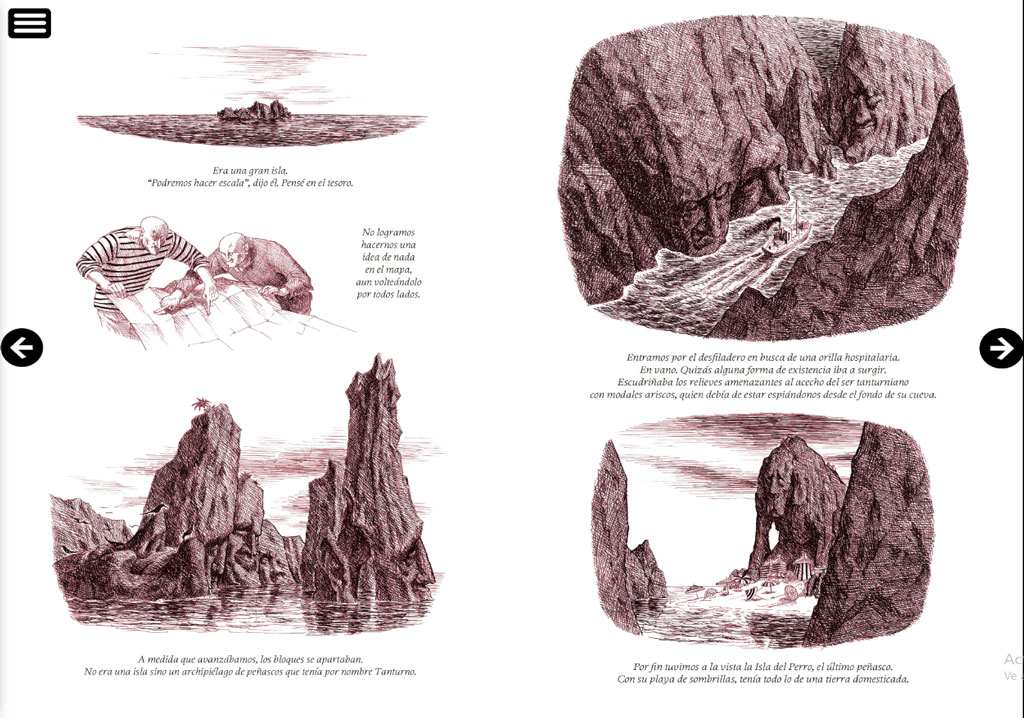 Era una gran isla.
“Podremos hacer escala”, dijo él. Pensé en el tesoro.
No logramos
hacernos una
idea de nada
en el mapa,
aun volteándolo
por todos lados.
A medida que avanzábamos, los bloques se apartaban.
No era una isla sino un archipiélago de peñascos que tenía por nombre Tanturno.
Entramos por el desfiladero en busca de una orilla hospitalaria.
En vano. Quizás alguna forma de existencia iba a surgir.
Escudriñaba los relieves amenazantes al acecho del ser tanturniano
con modales ariscos, quien debía de estar espiándonos desde el fondo de su cueva.
Por fin tuvimos a la vista la Isla del Perro, el último peñasco.
Con su playa de sombrillas, tenía todo lo de una tierra domesticada.
Ac
Ve a